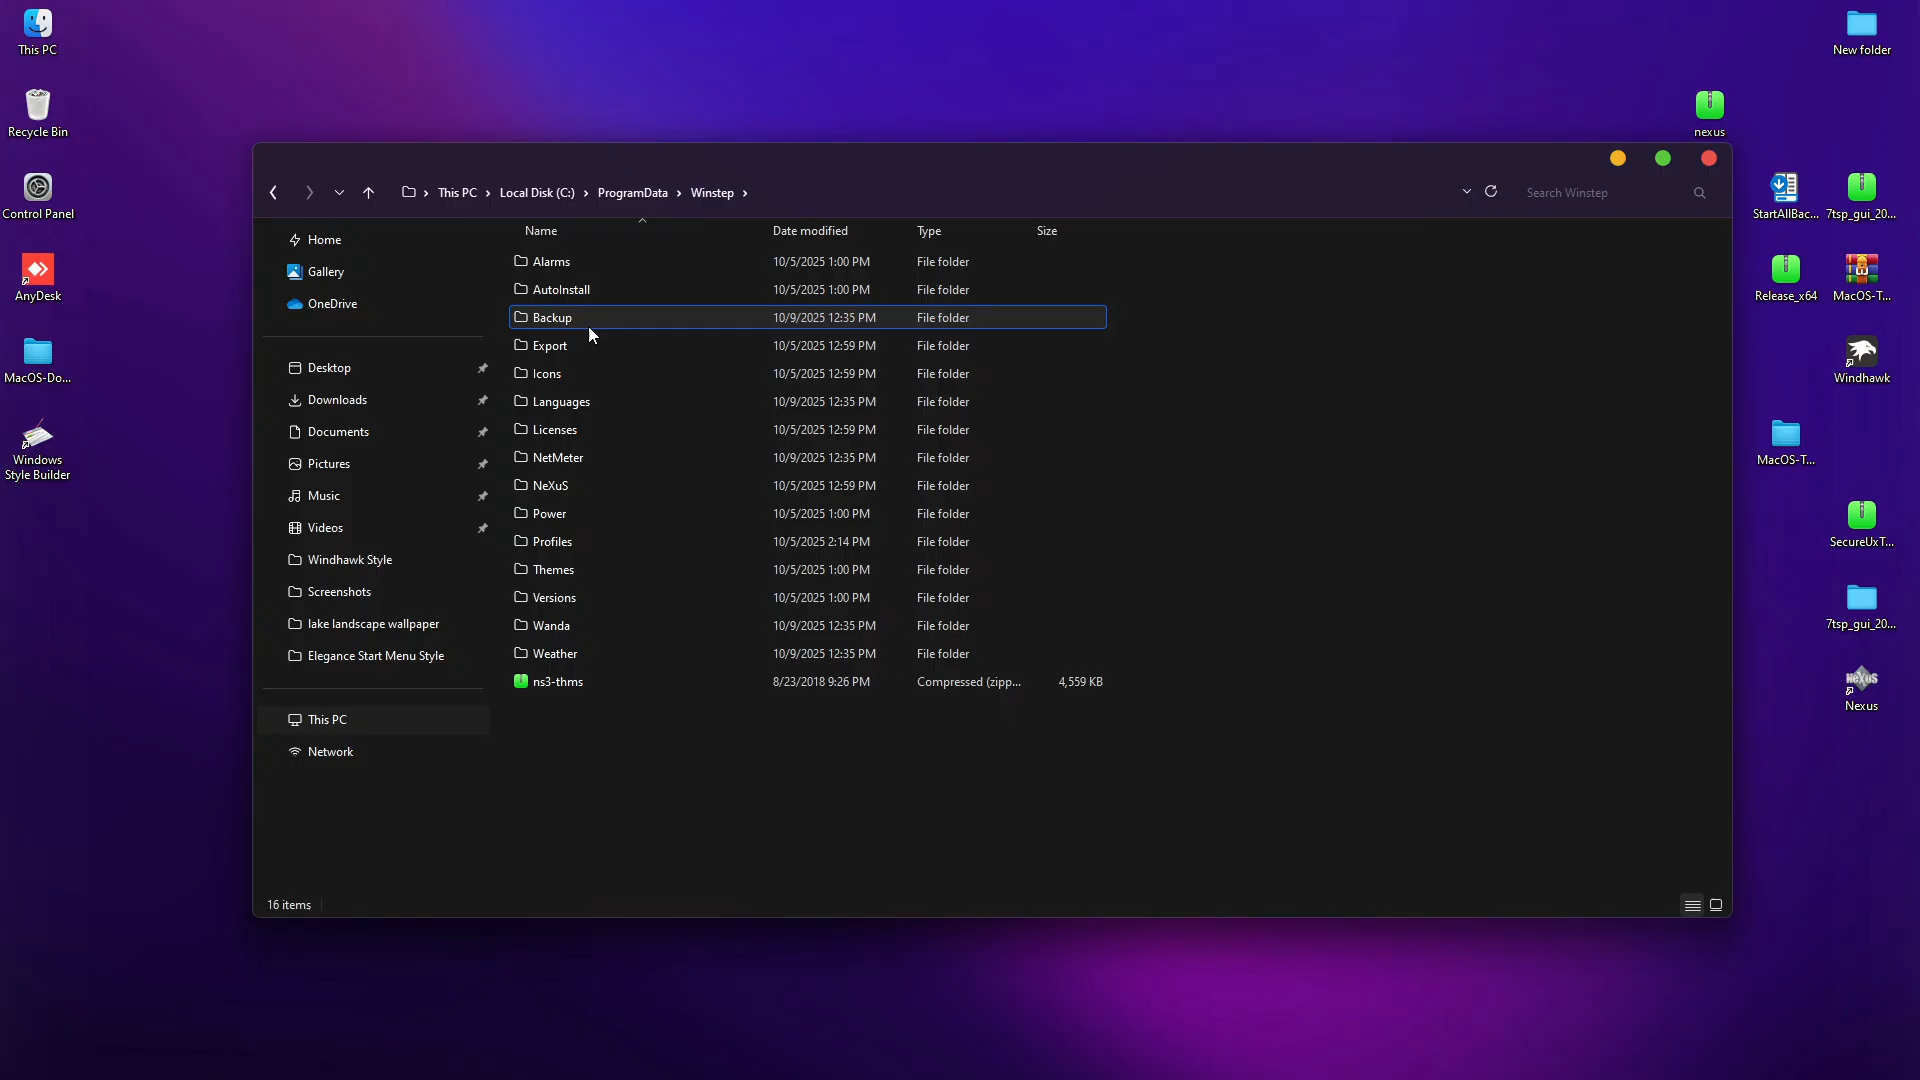 This PC
Recycle Bin
Control Panel
AnyDesk
MacOS-Do...
Windows
Style Builder
This PC
Local Disk (C:)
ProgramData
Winstep
Search Winstep
Home
Gallery
OneDrive
Desktop
Downloads
Documents
Pictures
Music
Videos
Windhawk Style
Screenshots
lake landscape wallpaper
Elegance Start Menu Style
This PC
Network
Name Date modified Type Size
Alarms 10/5/2025 1:00 PM File folder
AutoInstall 10/5/2025 1:00 PM File folder
Backup 10/9/2025 12:35 PM File folder
Export 10/5/2025 12:59 PM File folder
Icons 10/5/2025 12:59 PM File folder
Languages 10/9/2025 12:35 PM File folder
Licenses 10/5/2025 12:59 PM File folder
NetMeter 10/9/2025 12:35 PM File folder
NeXuS 10/5/2025 12:59 PM File folder
Power 10/5/2025 1:00 PM File folder
Profiles 10/5/2025 2:14 PM File folder
Themes 10/5/2025 1:00 PM File folder
Versions 10/5/2025 1:00 PM File folder
Wanda 10/9/2025 12:35 PM File folder
Weather 10/9/2025 12:35 PM File folder
ns3-thms 8/23/2018 9:26 PM Compressed (zipp... 4,559 KB
16 items
New folder
nexus
StartAllBac...
7tsp_gui_20...
Release_x64
MacOS-T...
Windhawk
MacOS-T...
SecureUxT...
7tsp_gui_20...
NeXuS
Nexus